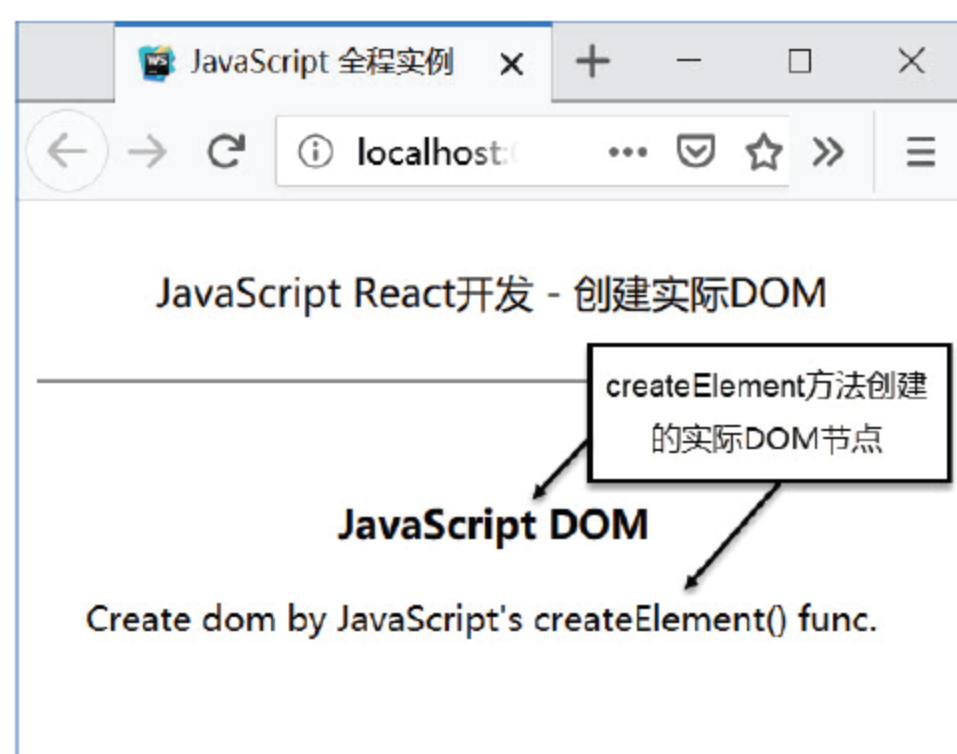 JavaScript 全程实例
localhost:
JavaScript React开发 - 创建实际DOM
createElement方法创建
的实际DOM节点
JavaScript DOM
Create dom by JavaScript's createElement() func.